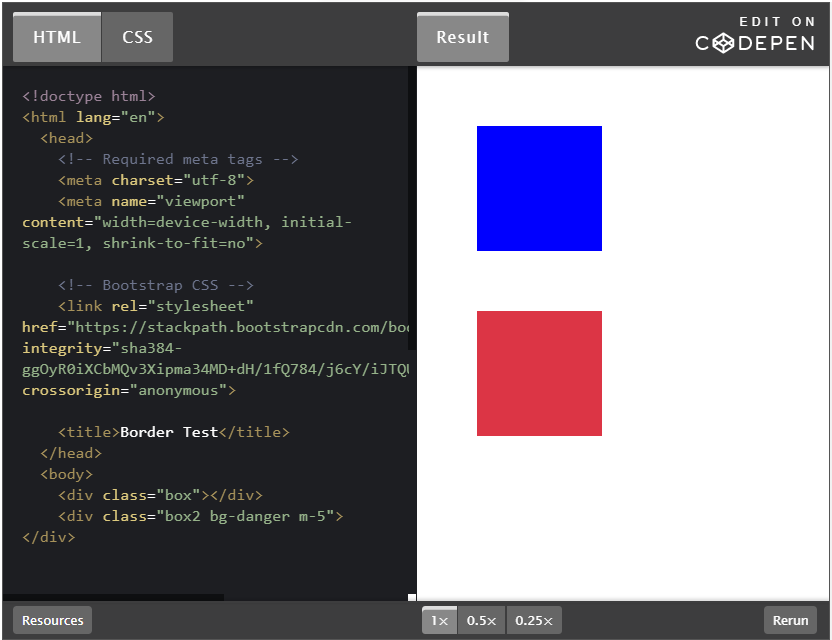 HTML CSS Result EDIT ON
CODEPEN
<!doctype html>
<html lang="en">
<head>
<!-- Required meta tags -->
<meta charset="utf-8">
<meta name="viewport"
content="width=device-width, initial-
scale=1, shrink-to-fit=no">
<!-- Bootstrap CSS -->
<link rel="stylesheet"
href="https://stackpath.bootstrapcdn.com/boo
integrity="sha384-
ggOyR0iXCbMQv3Xipma34MD+dH/1fQ784/j6cY/iJTQU
crossorigin="anonymous">
<title>Border Test</title>
</head>
<body>
<div class="box"></div>
<div class="box2 bg-danger m-5">
</div>
Resources 1× 0.5× 0.25× Rerun